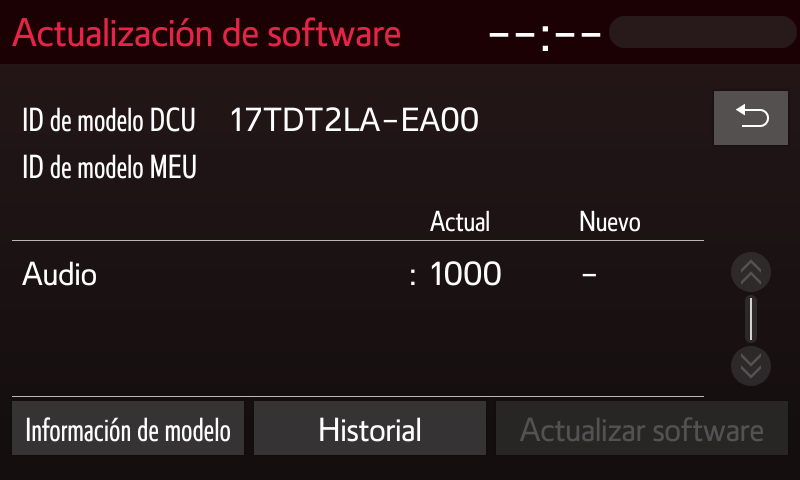 Actualización de software --:--
ID de modelo DCU 17TDT2LA-EA00
ID de modelo MEU
Actual Nuevo
Audio : 1000 -
Información de modelo Historial Actualizar software